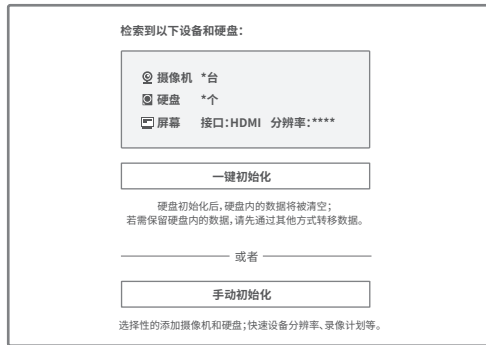 检索到以下设备和硬盘：
摄像机 *台
硬盘 *个
屏幕 接口：HDMI 分辨率：****
一键初始化
硬盘初始化后，硬盘内的数据将被清空；
若需保留硬盘内的数据，请先通过其他方式转移数据。
或者
手动初始化
选择性的添加摄像机和硬盘；快速设备分辨率、录像计划等。